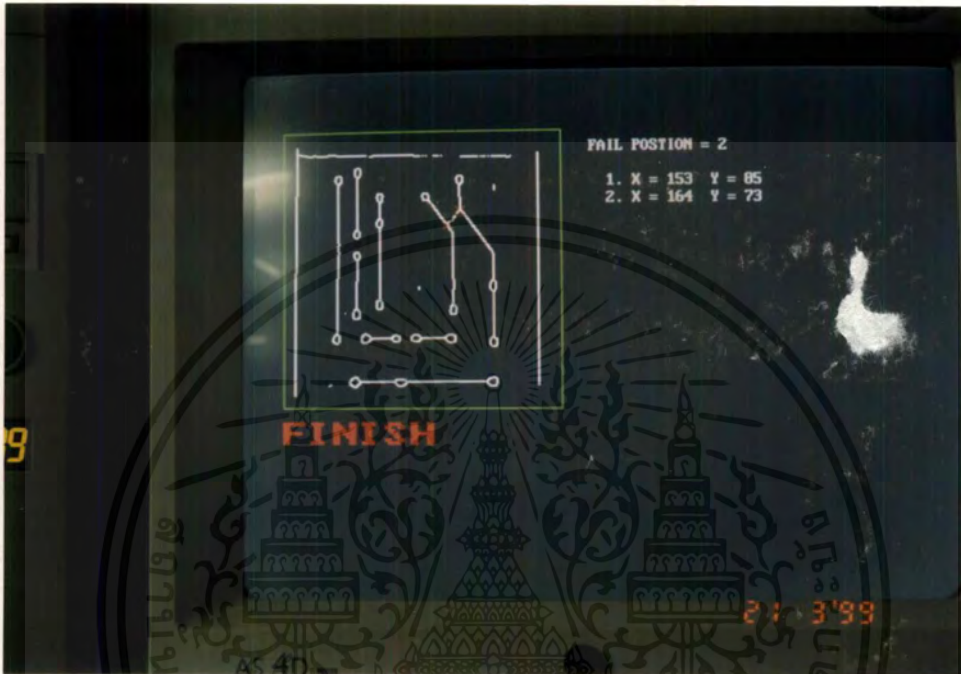 FAIL POSTION = 2
1. X = 153 Y = 85
2. X = 164 Y = 73
FINISH
21 3'99
AS 4D